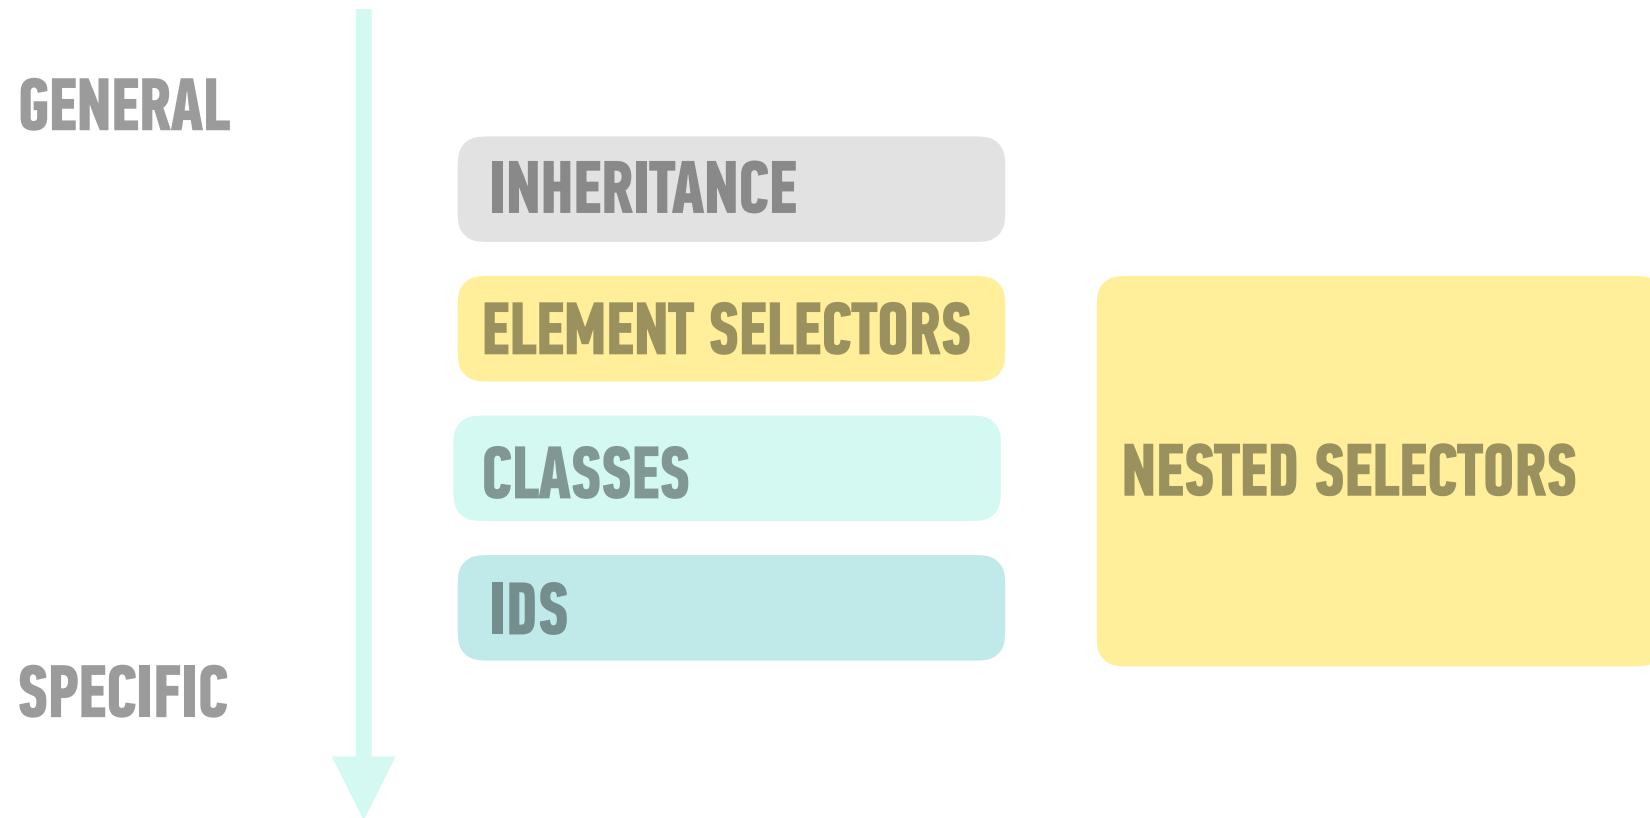 GENERAL
INHERITANCE
ELEMENT SELECTORS
CLASSES
NESTED SELECTORS
IDS
SPECIFIC